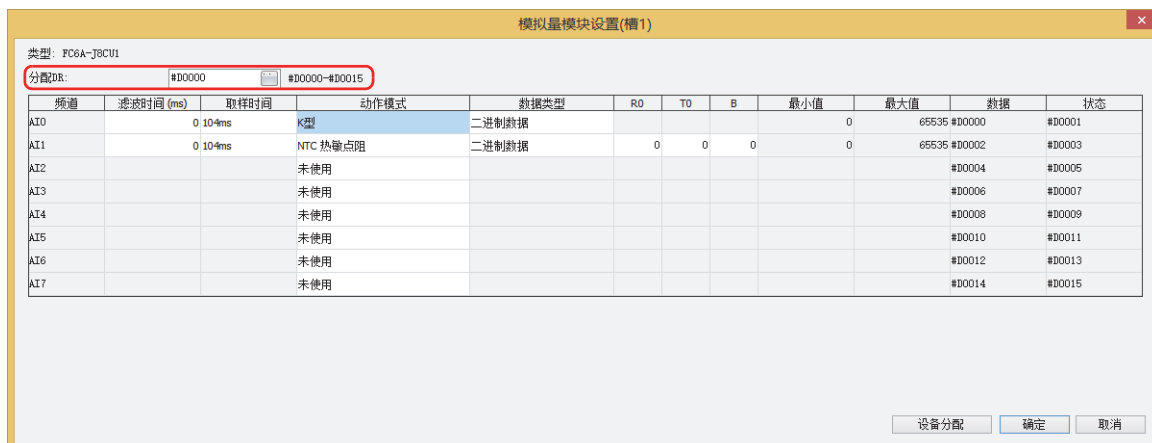 模拟量模块设置(槽1)
类型: FC6A-J8CU1
分配DR: #D0000 #D0000-#D0015
频道 滤波时间(ms) 取样时间 动作模式 数据类型 R0 T0 B 最小值 最大值 数据 状态
AI0 0 104ms K型 二进制数据 0 65535 #D0000 #D0001
AI1 0 104ms NTC 热敏点阻 二进制数据 0 0 0 0 65535 #D0002 #D0003
AI2 未使用 #D0004 #D0005
AI3 未使用 #D0006 #D0007
AI4 未使用 #D0008 #D0009
AI5 未使用 #D0010 #D0011
AI6 未使用 #D0012 #D0013
AI7 未使用 #D0014 #D0015
设备分配 确定 取消